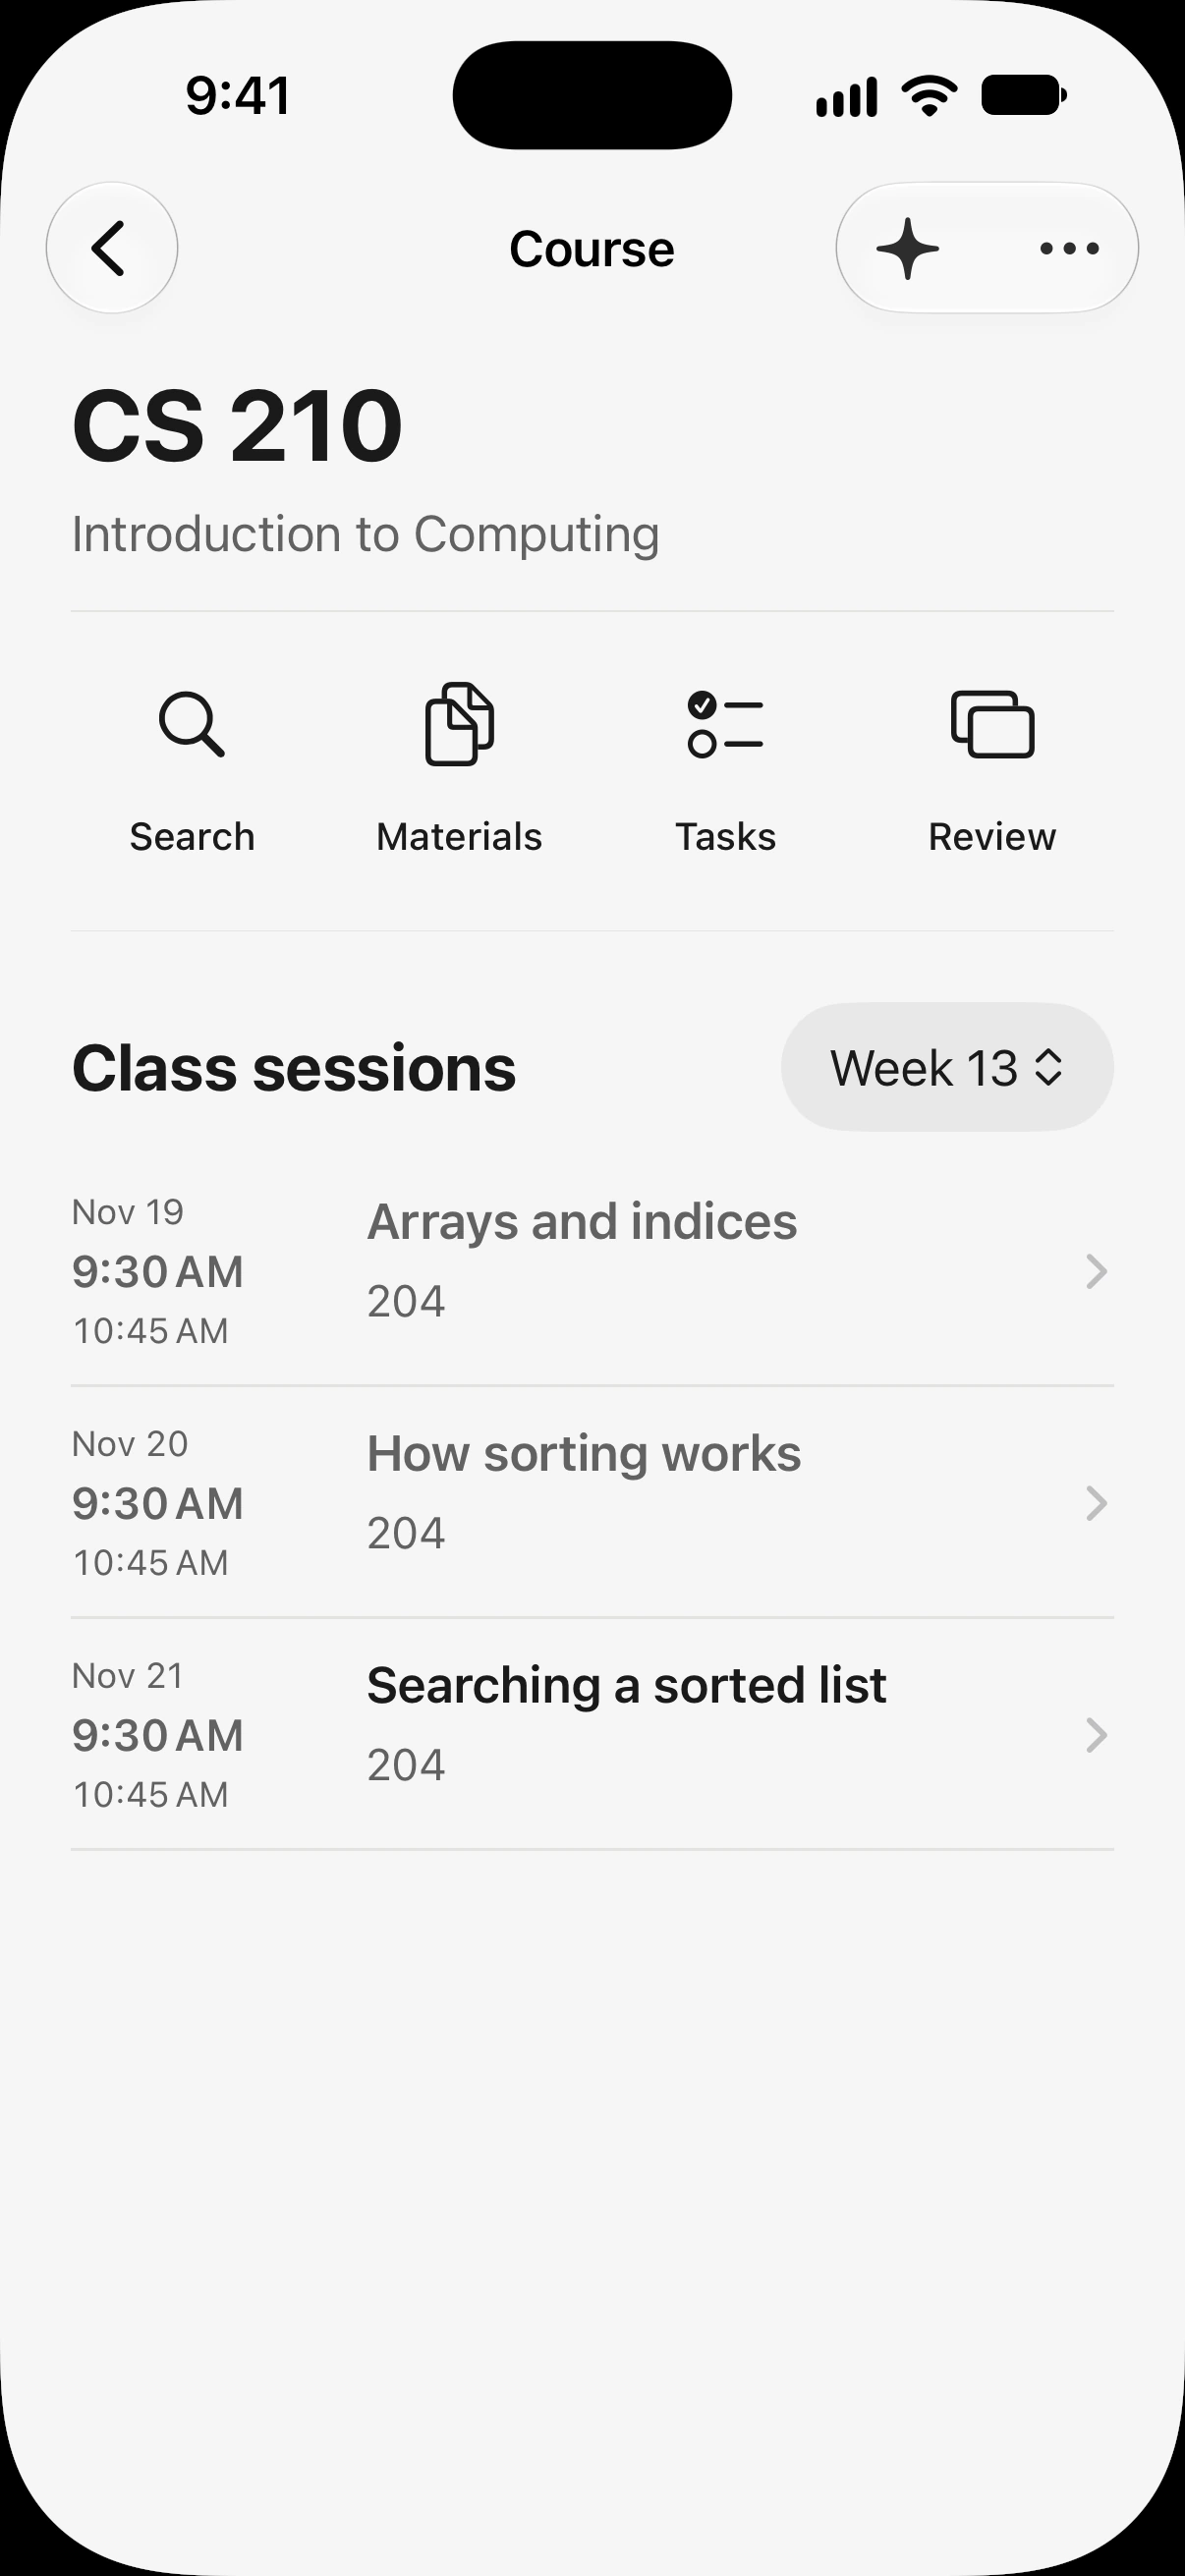 9:41
Course
CS 210
Introduction to Computing
Search
Materials
Tasks
Review
Class sessions
Week 13
Nov 19
9:30 AM
10:45 AM
Arrays and indices
204
Nov 20
9:30 AM
10:45 AM
How sorting works
204
Nov 21
9:30 AM
10:45 AM
Searching a sorted list
204